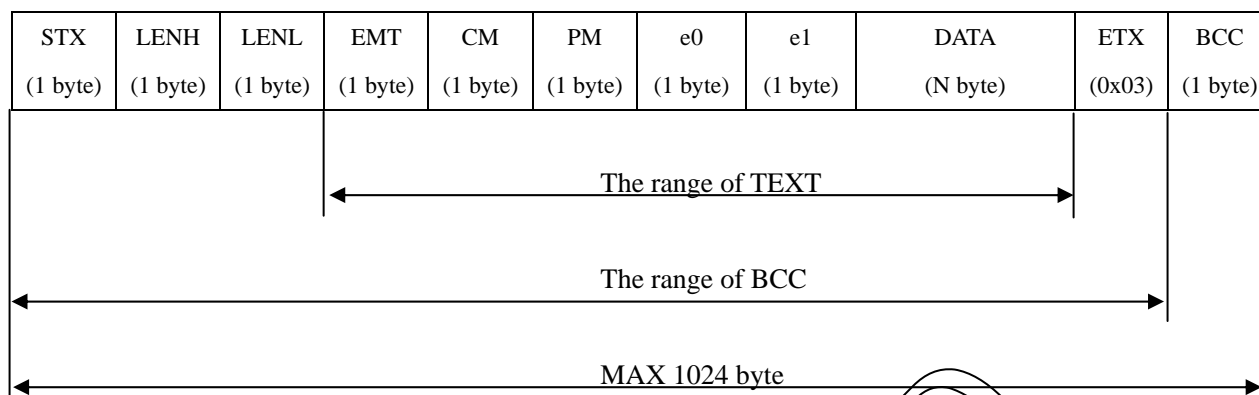 STX LENH LENL EMT CM PM e0 e1 DATA ETX BCC
(1 byte) (1 byte) (1 byte) (1 byte) (1 byte) (1 byte) (1 byte) (1 byte) (N byte) (0x03) (1 byte)
The range of TEXT
The range of BCC
MAX 1024 byte